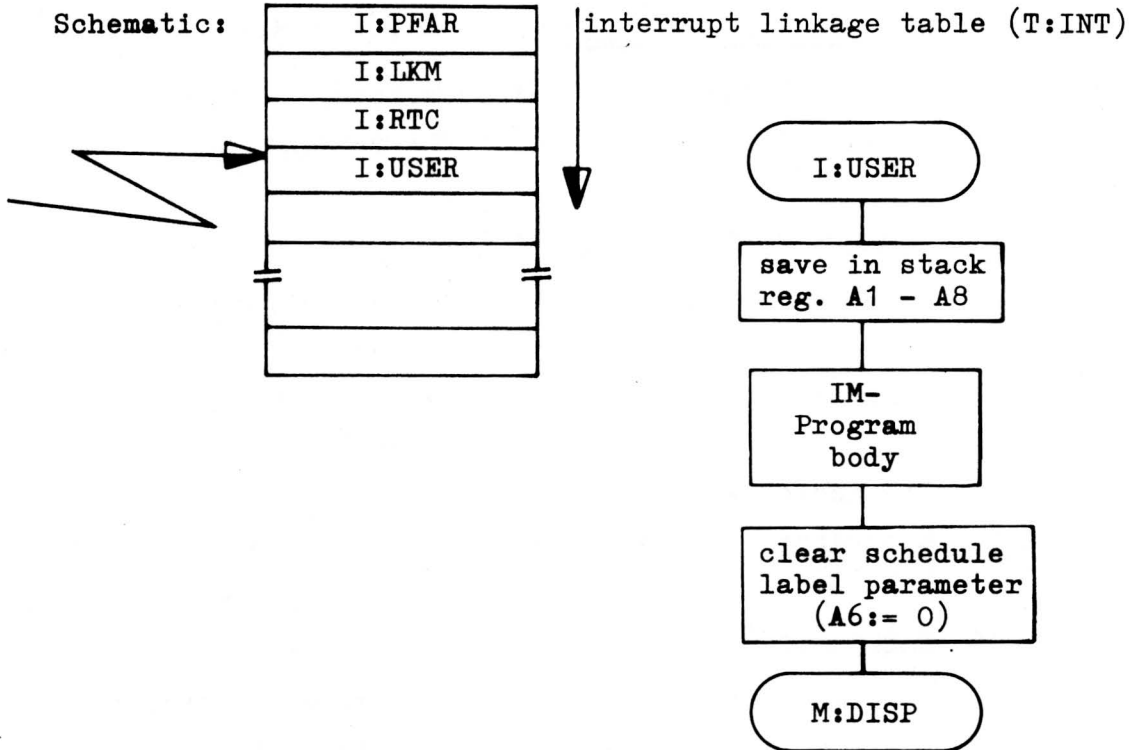 Schematic:
I:PFAR
interrupt linkage table (T:INT)
I:LKM
I:RTC
I:USER
I:USER
save in stack
reg. A1 - A8
IM-
Program
body
clear schedule
label parameter
(A6:= 0)
M:DISP